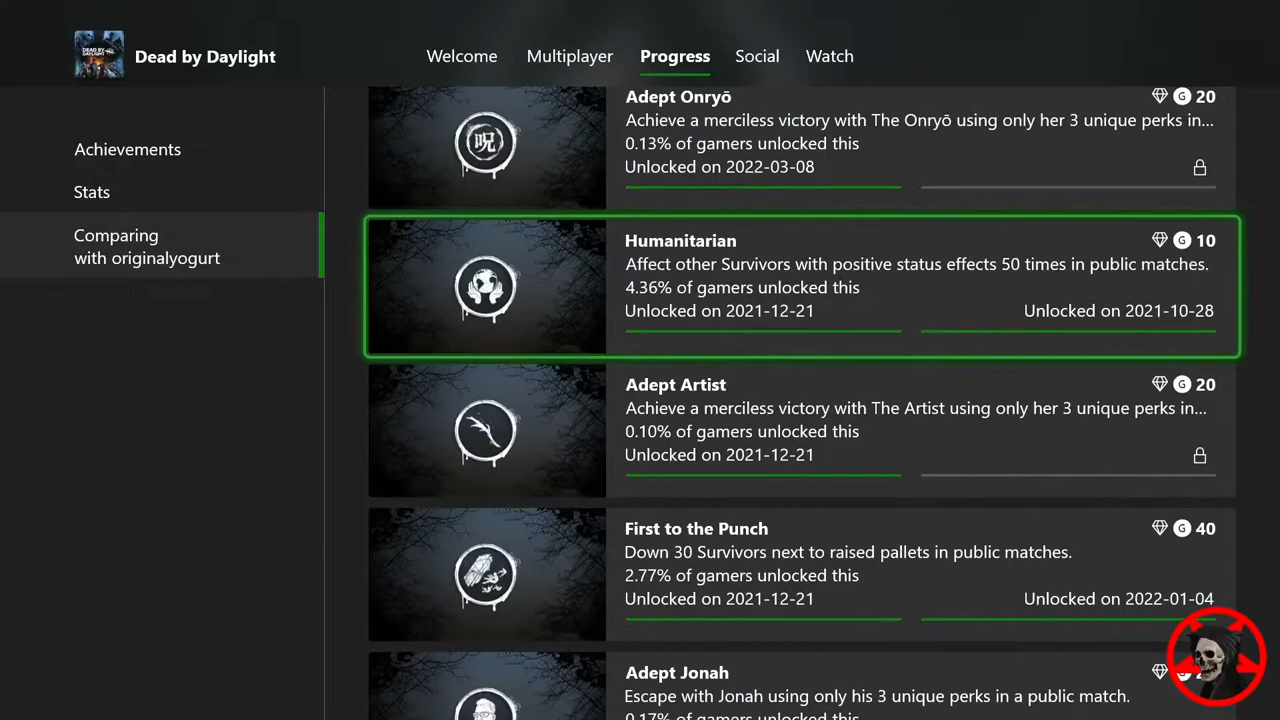 Dead by Daylight
Welcome Multiplayer Progress Social Watch
Achievements
Stats
Comparing
with originalyogurt
Adept Onryō G 20
Achieve a merciless victory with The Onryō using only her 3 unique perks in...
0.13% of gamers unlocked this
Unlocked on 2022-03-08
呪
Humanitarian G 10
Affect other Survivors with positive status effects 50 times in public matches.
4.36% of gamers unlocked this
Unlocked on 2021-12-21 Unlocked on 2021-10-28
Adept Artist G 20
Achieve a merciless victory with The Artist using only her 3 unique perks in...
0.10% of gamers unlocked this
Unlocked on 2021-12-21
First to the Punch G 40
Down 30 Survivors next to raised pallets in public matches.
2.77% of gamers unlocked this
Unlocked on 2021-12-21 Unlocked on 2022-01-04
Adept Jonah
Escape with Jonah using only his 3 unique perks in a public match.
0.17% of gamers unlocked this